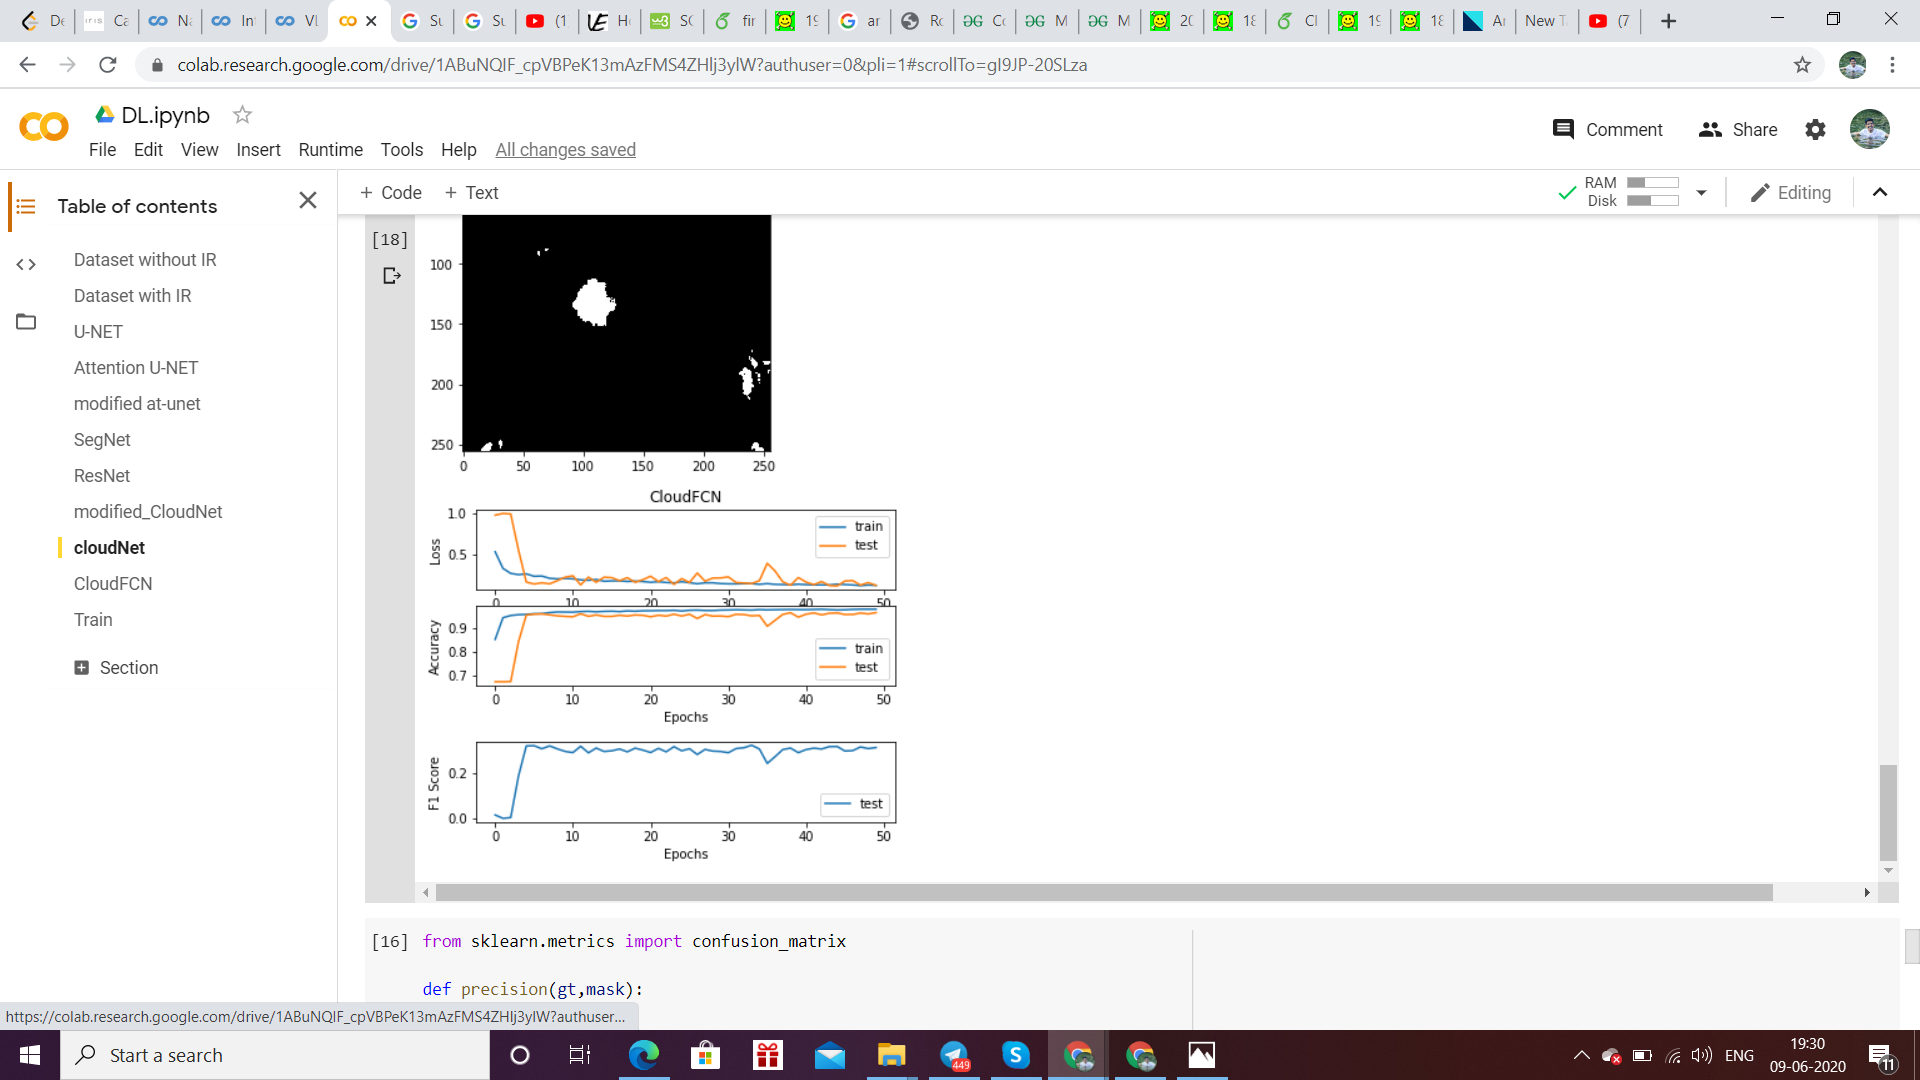 De
Ca
Na
In
VL
Su
Su
(1
H
SC
fir
19
ar
Ro
Cc
M
M
20
18
Cl
19
18
Ar
New T
(7
colab.research.google.com/drive/1ABuNQIF_cpVBPeK13mAzFMS4ZHlj3ylW?authuser=0&pli=1#scrollTo=gI9JP-20SLza
DL.ipynb
File Edit View Insert Runtime Tools Help All changes saved
Comment
Share
Table of contents
+ Code + Text
RAM
Disk
Editing
Dataset without IR
Dataset with IR
U-NET
Attention U-NET
modified at-unet
SegNet
ResNet
modified_CloudNet
cloudNet
CloudFCN
Train
Section
[18]
100
150
200
250
0 50 100 150 200 250
CloudFCN
1.0
0.5
Loss
train
test
0 10 20 30 40 50
0.9
0.8
0.7
Accuracy
train
test
0 10 20 30 40 50
Epochs
0.2
0.0
F1 Score
test
0 10 20 30 40 50
Epochs
[16] from sklearn.metrics import confusion_matrix
def precision(gt,mask):
https://colab.research.google.com/drive/1ABuNQIF_cpVBPeK13mAzFMS4ZHlj3ylW?authuser...
Start a search
449
ENG
19:30
09-06-2020
11